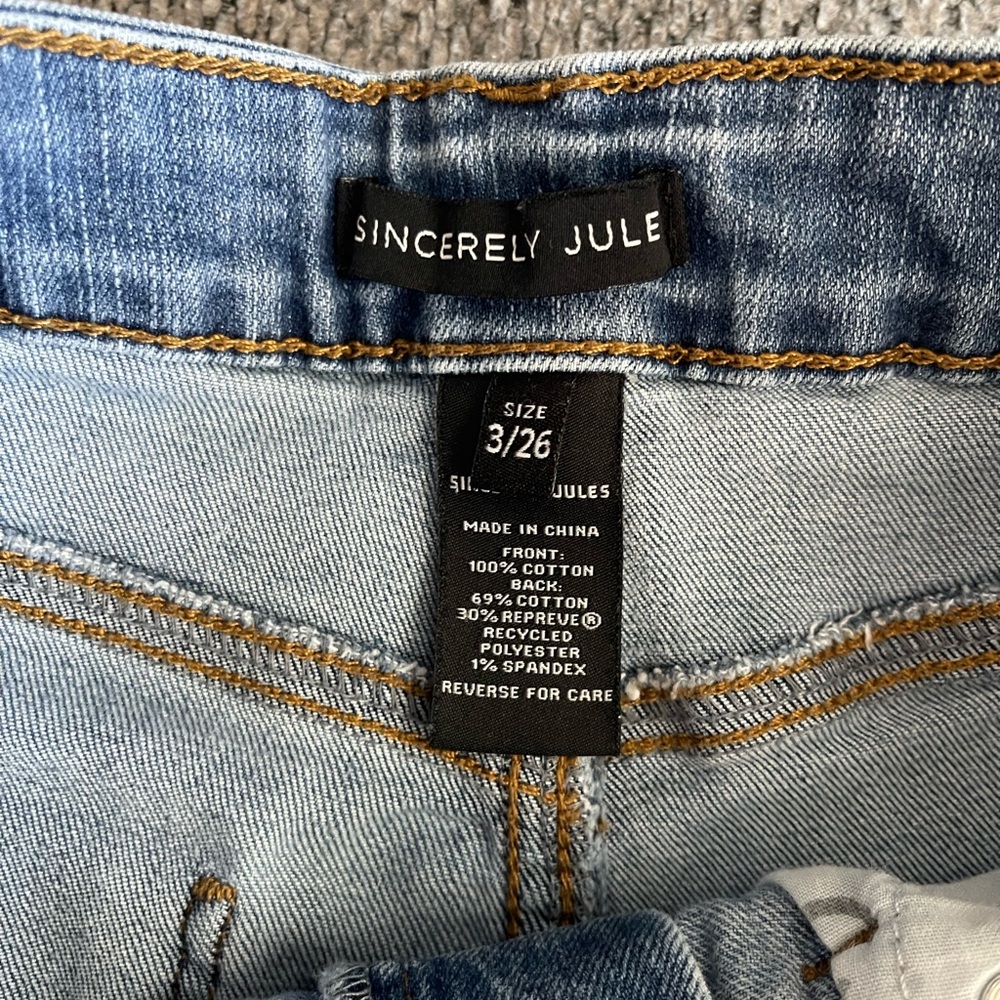 SINCERELY JULE
SIZE
3/26
JULES
MADE IN CHINA
FRONT:
100% COTTON
BACK:
69% COTTON
30% REPREVE®
RECYCLED
POLYESTER
1% SPANDEX
REVERSE FOR CARE